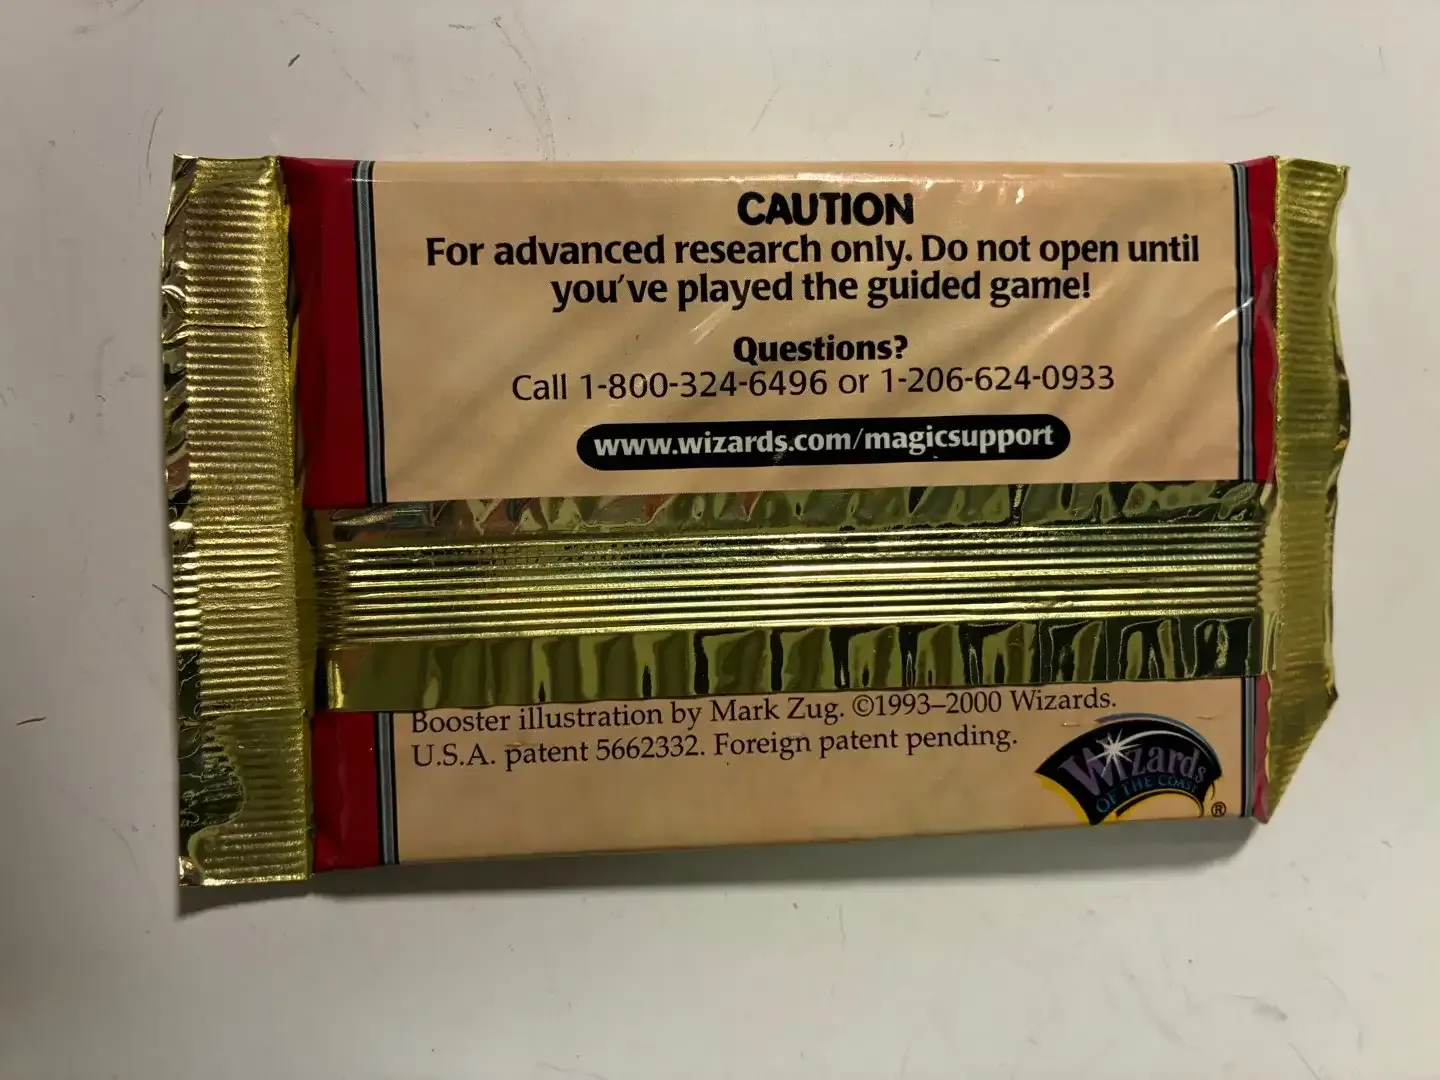 CAUTION
For advanced research only. Do not open until
you've played the guided game!
Questions?
Call 1-800-324-6496 or 1-206-624-0933
www.wizards.com/magicsupport
Booster illustration by Mark Zug. ©1993–2000 Wizards.
U.S.A. patent 5662332. Foreign patent pending.
Wizards
OF THE COAST
®